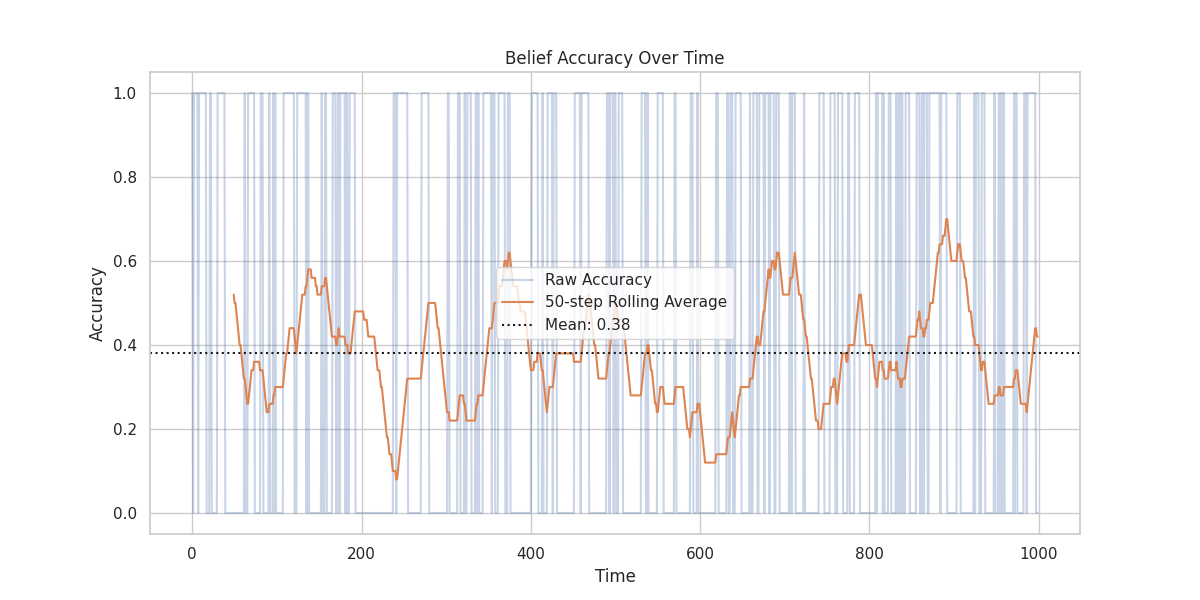 Belief Accuracy Over Time
1.0
0.8
0.6
0.4
0.2
0.0
Accuracy
Raw Accuracy
50-step Rolling Average
Mean: 0.38
0
200
400
600
800
1000
Time